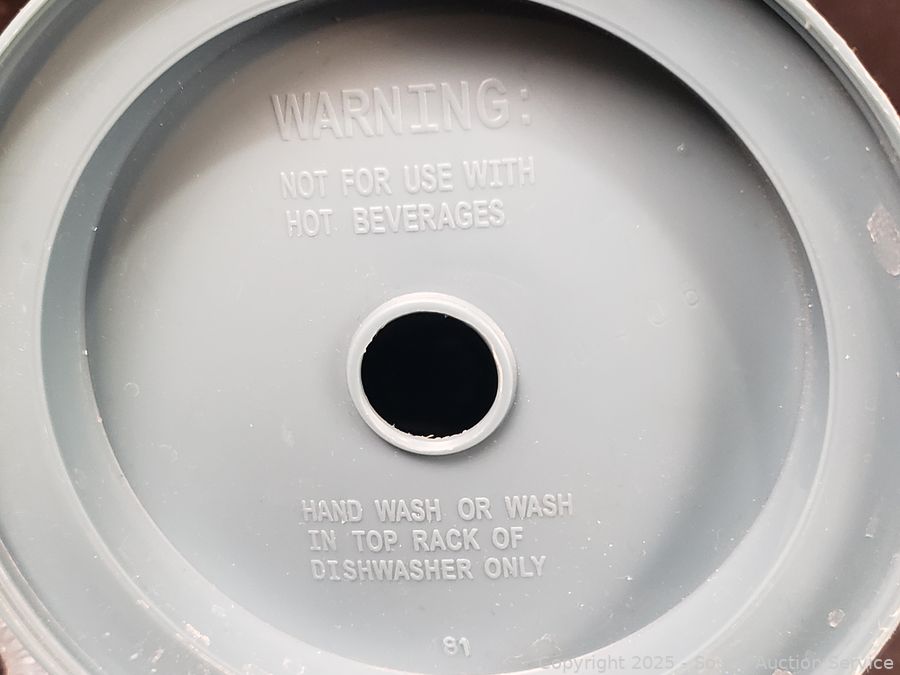 WARNING:
NOT FOR USE WITH
HOT BEVERAGES
HAND WASH OR WASH
IN TOP RACK OF
DISHWASHER ONLY
81
Copyright 2025 - Auction Service